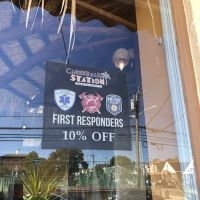 STATION
FIRST RESPONDERS
10% OFF